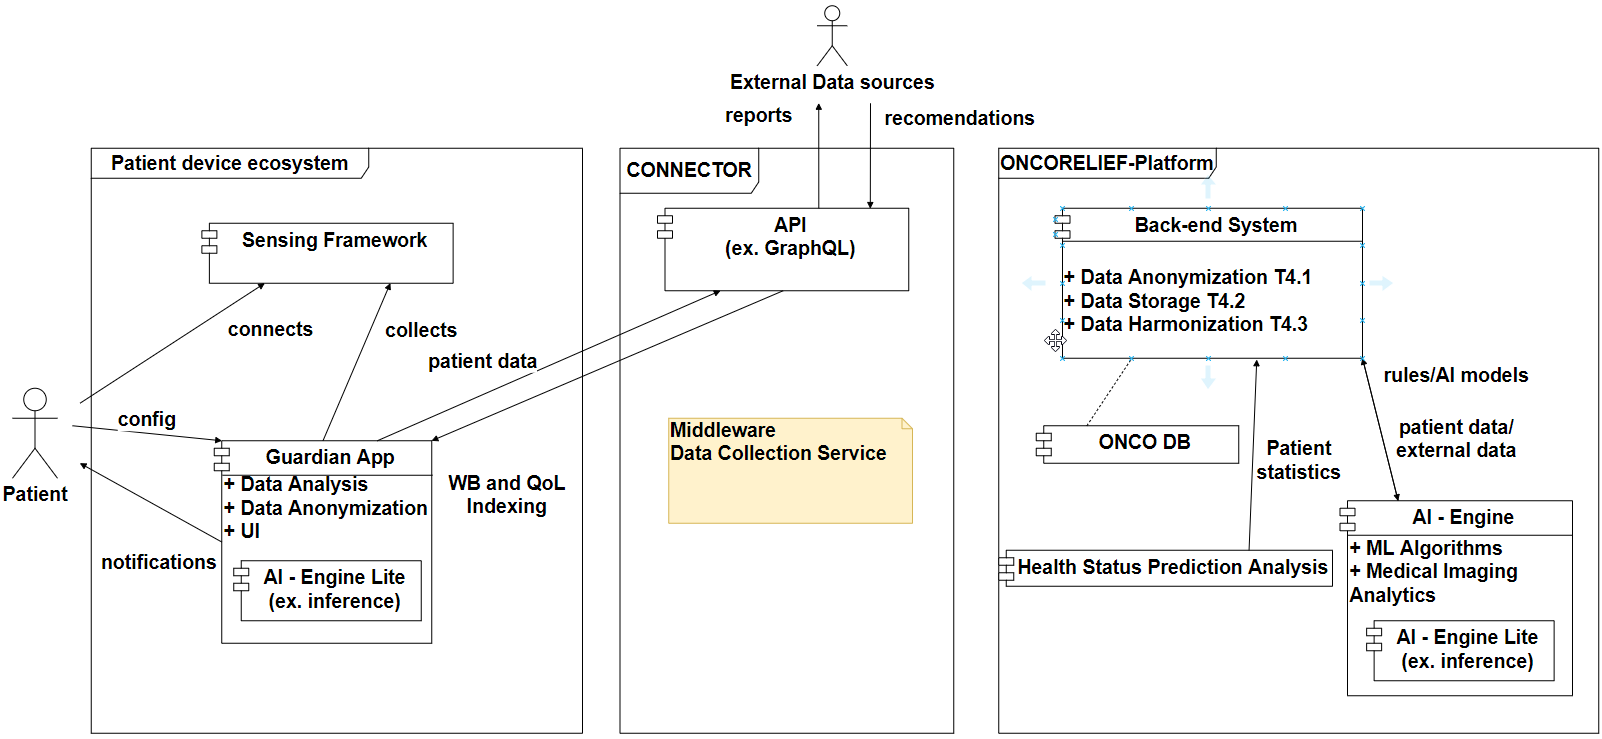 External Data sources
reports
recomendations
Patient device ecosystem
Sensing Framework
connects
collects
patient data
config
Patient
notifications
Guardian App
+ Data Analysis
+ Data Anonymization
+ UI
AI - Engine Lite
(ex. inference)
WB and QoL
Indexing
CONNECTOR
API
(ex. GraphQL)
Middleware
Data Collection Service
ONCORELIEF-Platform
Back-end System
+ Data Anonymization T4.1
+ Data Storage T4.2
+ Data Harmonization T4.3
rules/AI models
patient data/
external data
ONCO DB
Patient
statistics
Health Status Prediction Analysis
AI - Engine
+ ML Algorithms
+ Medical Imaging
Analytics
AI - Engine Lite
(ex. inference)